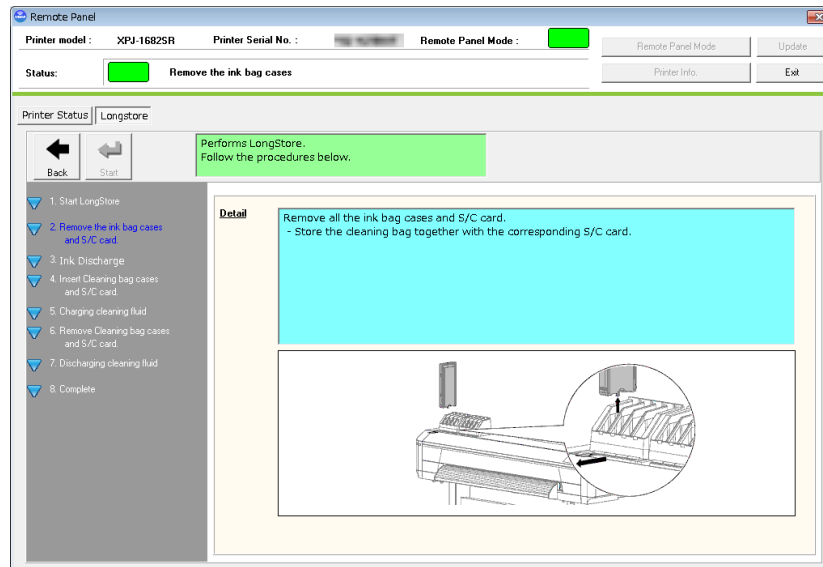 Remote Panel
Printer model : XPJ-1682SR Printer Serial No. : Remote Panel Mode :
Remote Panel Mode Update
Status: Remove the ink bag cases
Printer Info. Exit
Printer Status Longstore
Back Start
Performs LongStore.
Follow the procedures below.
1. Start LongStore
2. Remove the ink bag cases
and S/C card.
3. Ink Discharge
4. Insert Cleaning bag cases
and S/C card.
5. Charging cleaning fluid
6. Remove Cleaning bag cases
and S/C card.
7. Discharging cleaning fluid
8. Complete
Detail
Remove all the ink bag cases and S/C card.
- Store the cleaning bag together with the corresponding S/C card.